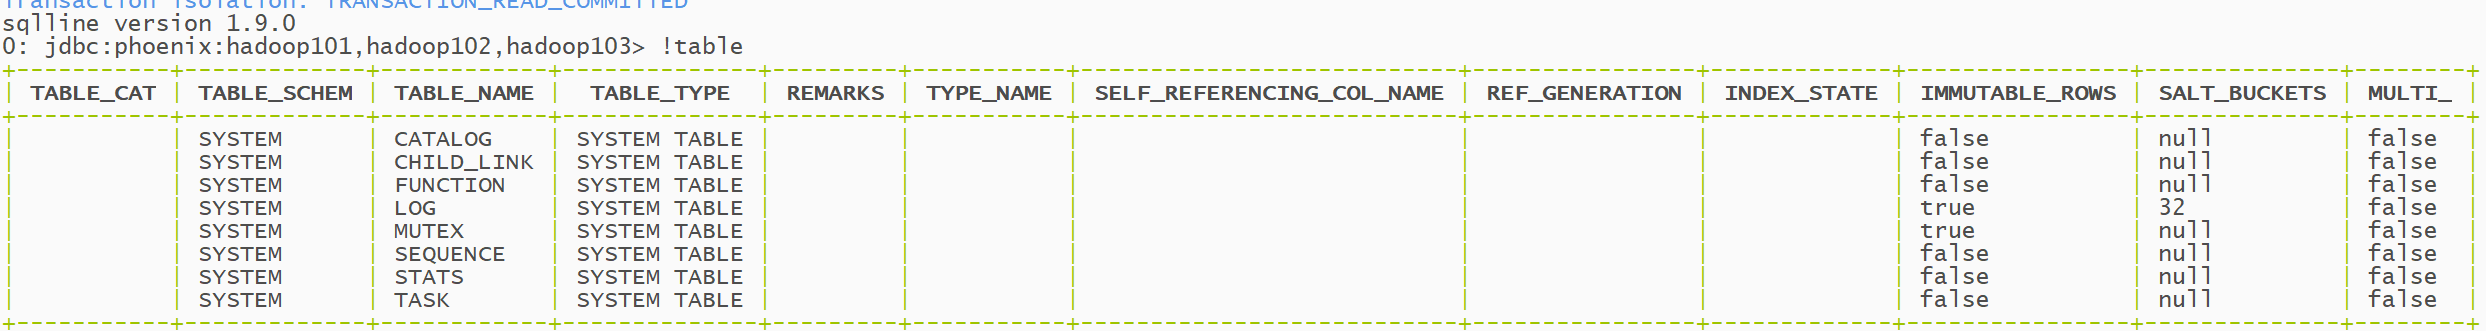 Transaction isolation: TRANSACTION_READ_COMMITTED
sqlline version 1.9.0
0: jdbc:phoenix:hadoop101,hadoop102,hadoop103> !table
TABLE_CAT | TABLE_SCHEM | TABLE_NAME | TABLE_TYPE | REMARKS | TYPE_NAME | SELF_REFERENCING_COL_NAME | REF_GENERATION | INDEX_STATE | IMMUTABLE_ROWS | SALT_BUCKETS | MULTI_
| SYSTEM | CATALOG | SYSTEM TABLE | | | | | | false | null | false
| SYSTEM | CHILD_LINK | SYSTEM TABLE | | | | | | false | null | false
| SYSTEM | FUNCTION | SYSTEM TABLE | | | | | | false | null | false
| SYSTEM | LOG | SYSTEM TABLE | | | | | | true | 32 | false
| SYSTEM | MUTEX | SYSTEM TABLE | | | | | | true | null | false
| SYSTEM | SEQUENCE | SYSTEM TABLE | | | | | | false | null | false
| SYSTEM | STATS | SYSTEM TABLE | | | | | | false | null | false
| SYSTEM | TASK | SYSTEM TABLE | | | | | | false | null | false